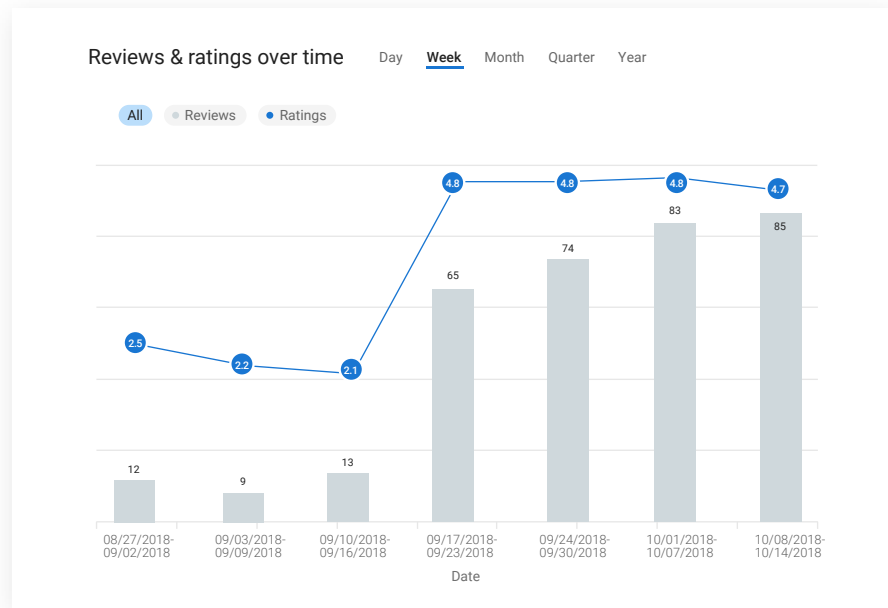 Reviews & ratings over time
Day Week Month Quarter Year
All Reviews Ratings
4.8 4.8 4.8 4.7
83
85
74
65
2.5
2.2
2.1
12
9
13
08/27/2018- 09/03/2018- 09/10/2018- 09/17/2018- 09/24/2018- 10/01/2018- 10/08/2018-
09/02/2018 09/09/2018 09/16/2018 09/23/2018 09/30/2018 10/07/2018 10/14/2018
Date